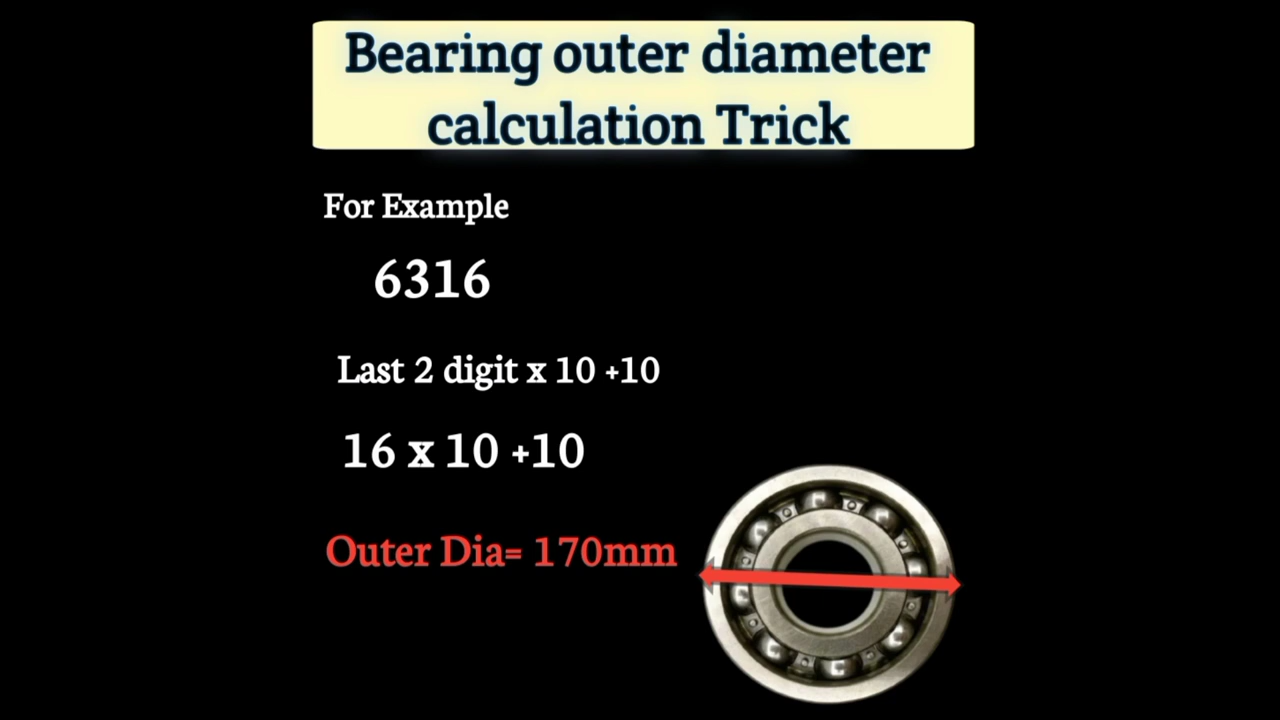 Bearing outer diameter
calculation Trick
For Example
6316
Last 2 digit x 10 +10
16 x 10 +10
Outer Dia= 170mm